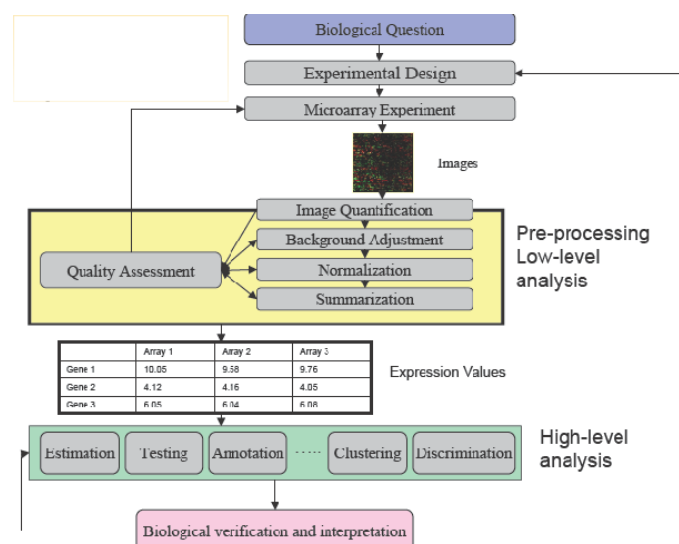 Biological Question
Experimental Design
Microarray Experiment
Images
Image Quantification
Background Adjustment
Quality Assessment
Normalization
Summarization
Pre-processing
Low-level
analysis
Array 1 Array 2 Array 3
Gene 1 10.05 9.58 9.76
Gene 2 4.12 4.16 4.05
Gene 3 6.05 6.04 6.08
Expression Values
Estimation Testing Annotation ..... Clustering Discrimination
High-level
analysis
Biological verification and interpretation